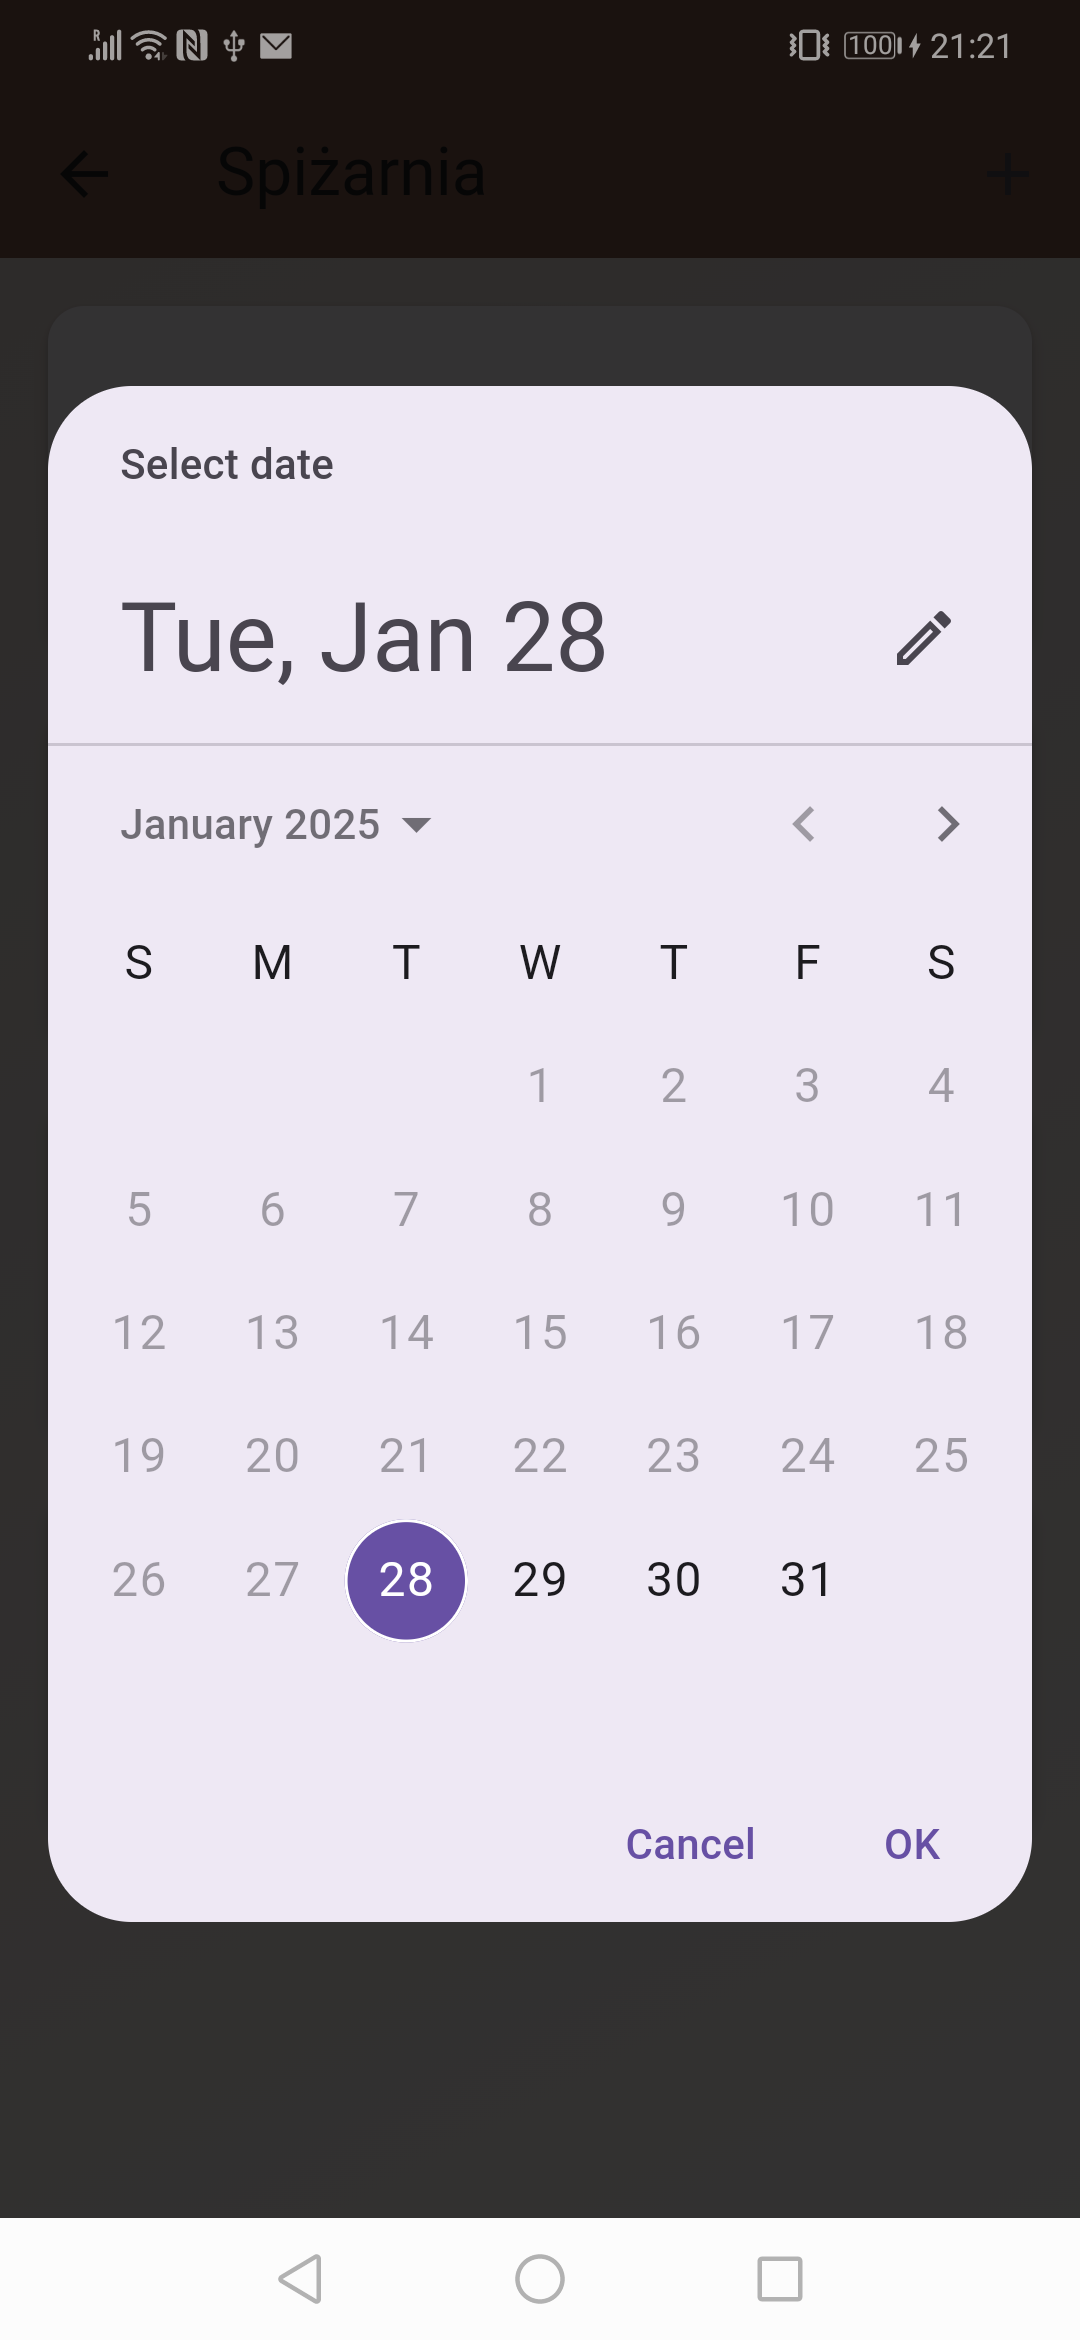 R 100 21:21
Spiżarnia
Select date
Tue, Jan 28
January 2025
S M T W T F S
1 2 3 4
5 6 7 8 9 10 11
12 13 14 15 16 17 18
19 20 21 22 23 24 25
26 27 28 29 30 31
Cancel OK